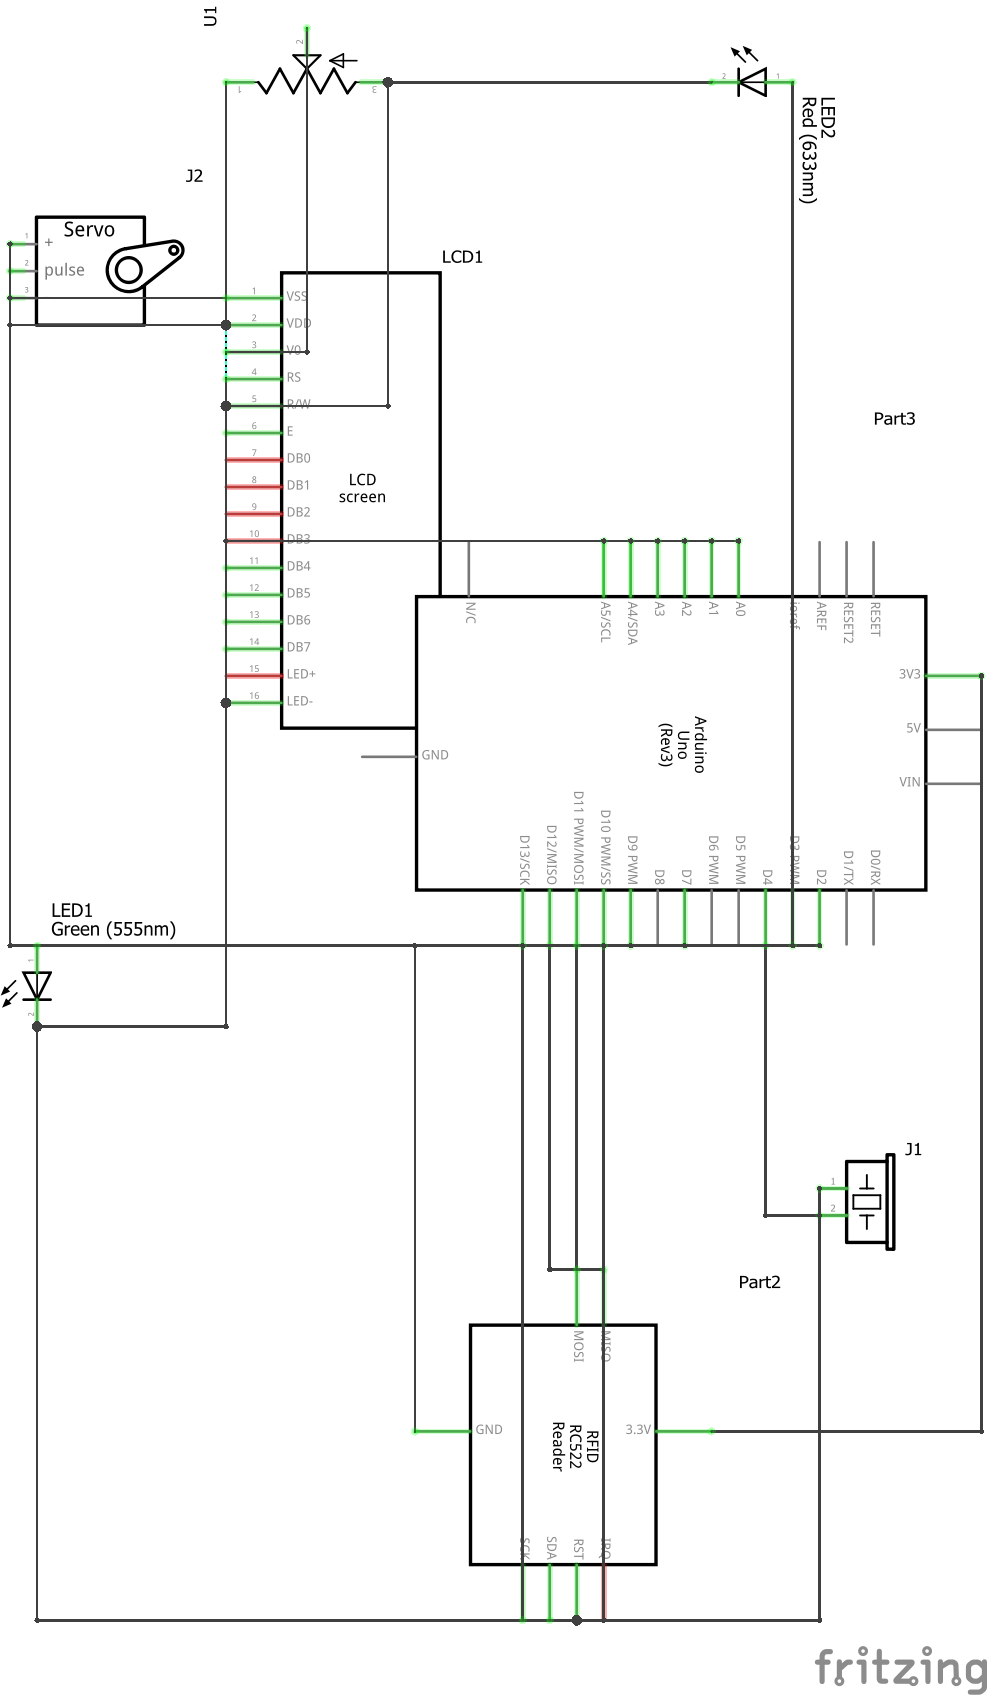 U1
2
1
3
2
1
LED2
Red (633nm)
J2
Servo
1
+
2
pulse
3
LCD1
1
VSS
2
VDD
3
V0
4
RS
5
R/W
6
E
7
DB0
8
DB1
9
DB2
10
DB3
11
DB4
12
DB5
13
DB6
14
DB7
15
LED+
16
LED-
LCD
screen
Part3
N/C
A5/SCL
A4/SDA
A3
A2
A1
A0
ioref
AREF
RESET2
RESET
3V3
5V
VIN
GND
Arduino
Uno
(Rev3)
D13/SCK
D12/MISO
D11 PWM/MOSI
D10 PWM/SS
D9 PWM
D8
D7
D6 PWM
D5 PWM
D4
D3 PWM
D2
D1/TX
D0/RX
LED1
Green (555nm)
1
2
J1
1
2
Part2
MOSI
MISO
GND
3.3V
RFID
RC522
Reader
SCK
SDA
RST
IRQ
fritzing